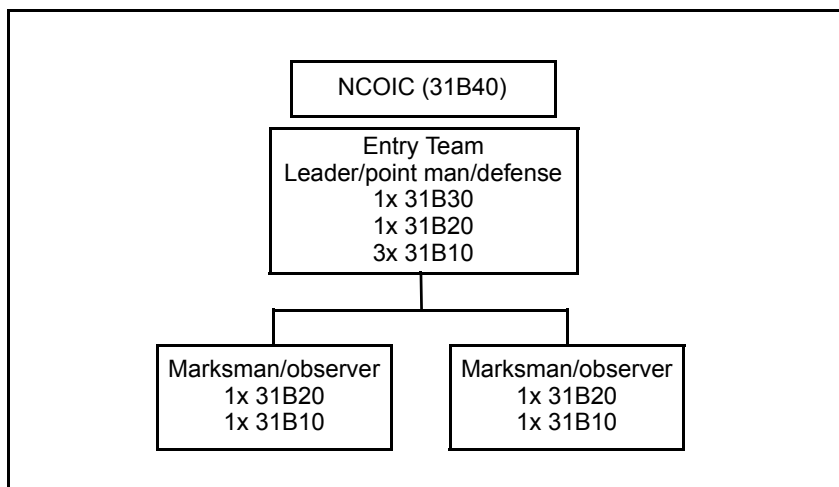 NCOIC (31B40)
Entry Team
Leader/point man/defense
1x 31B30
1x 31B20
3x 31B10
Marksman/observer
1x 31B20
1x 31B10
Marksman/observer
1x 31B20
1x 31B10